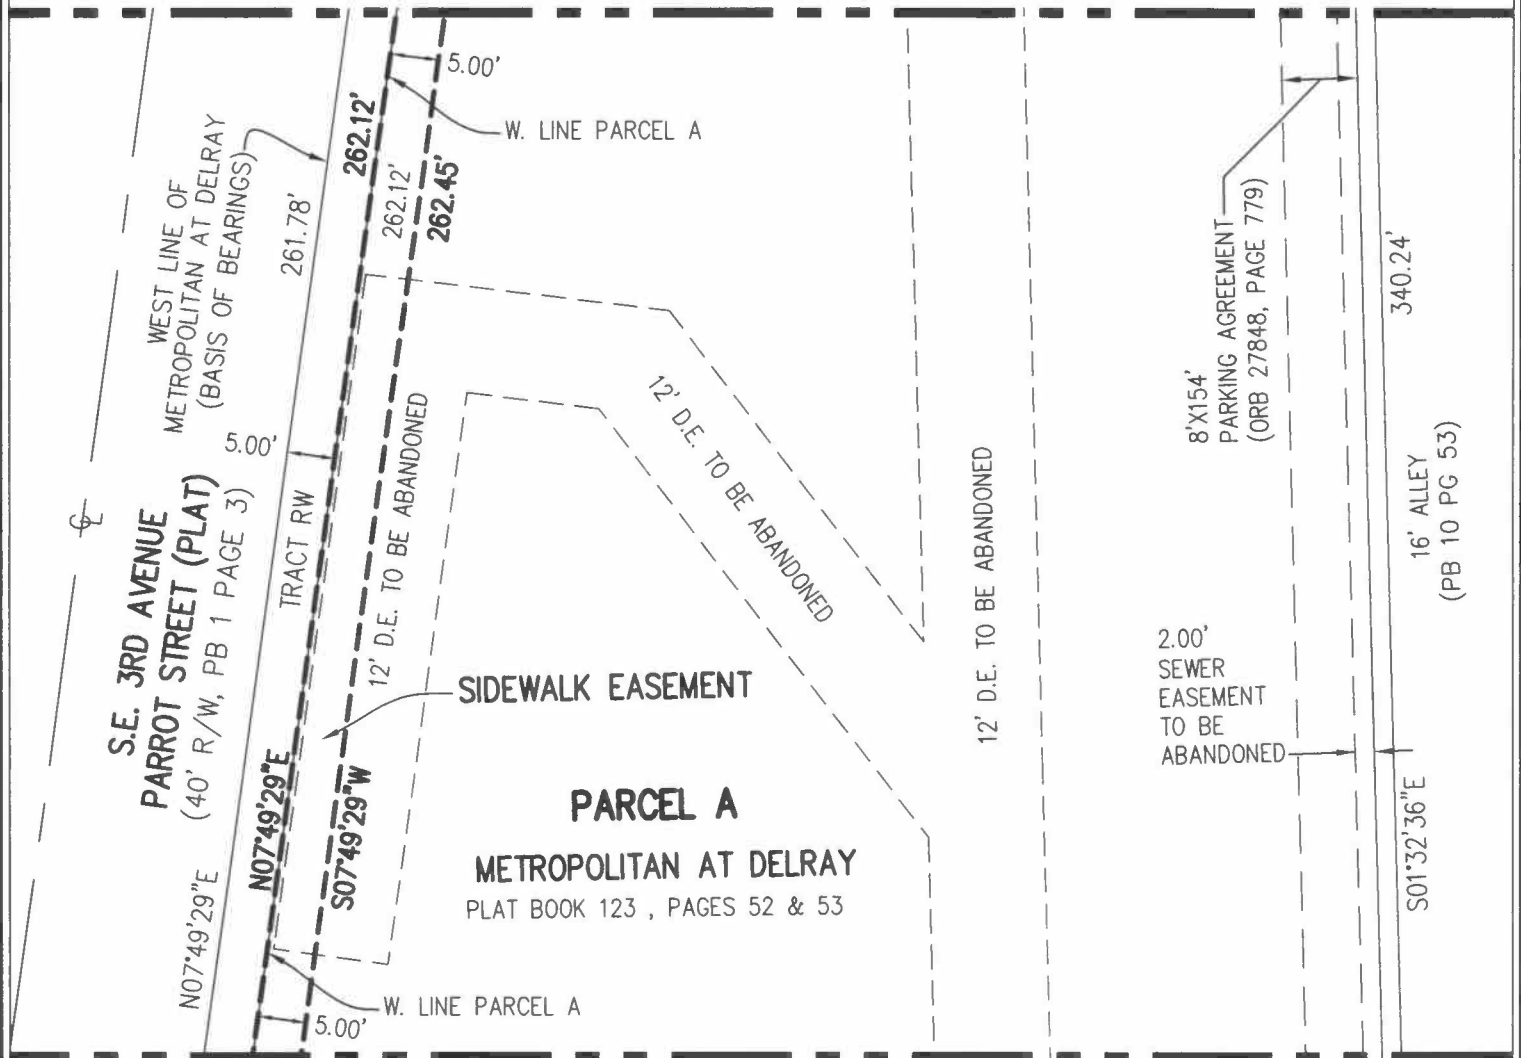 5.00'
W. LINE PARCEL A
262.12'
262.12'
262.45'
WEST LINE OF
METROPOLITAN AT DELRAY
(BASIS OF BEARINGS)
261.78'
5.00'
S.E. 3RD AVENUE
PARROT STREET (PLAT)
(40' R/W, PB 1 PAGE 3)
TRACT RW
12' D.E. TO BE ABANDONED
12' D.E. TO BE ABANDONED
12' D.E. TO BE ABANDONED
8'X154'
PARKING AGREEMENT
(ORB 27848, PAGE 779)
340.24'
16' ALLEY
(PB 10 PG 53)
2.00'
SEWER
EASEMENT
TO BE
ABANDONED
S01°32'36"E
SIDEWALK EASEMENT
N07°49'29"E
N07°49'29"E
S07°49'29"W
PARCEL A
METROPOLITAN AT DELRAY
PLAT BOOK 123 , PAGES 52 & 53
W. LINE PARCEL A
5.00'